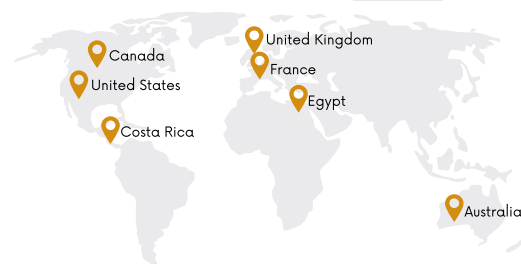 United Kingdom
Canada
France
United States
Egypt
Costa Rica
Australia